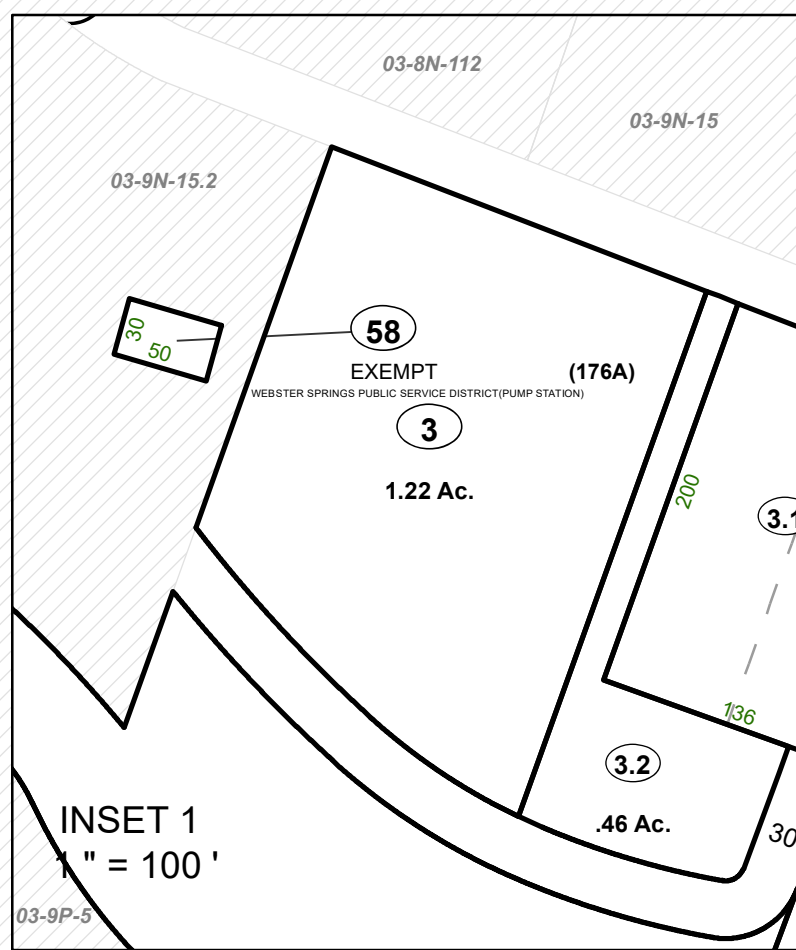 03-8N-112
03-9N-15
03-9N-15.2
30
50
58
EXEMPT
(176A)
WEBSTER SPRINGS PUBLIC SERVICE DISTRICT(PUMP STATION)
3
1.22 Ac.
200
3.1
136
3.2
.46 Ac.
30
INSET 1
1 " = 100 '
03-9P-5